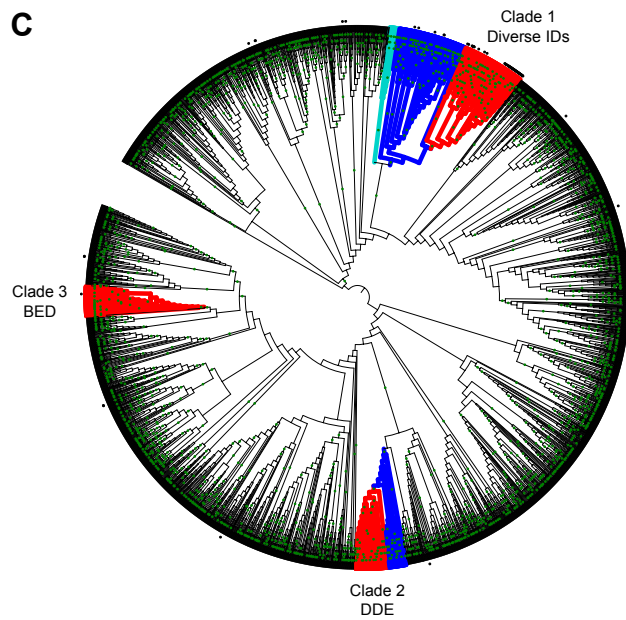 C
Clade 1
Diverse IDs
Clade 3
BED
Clade 2
DDE